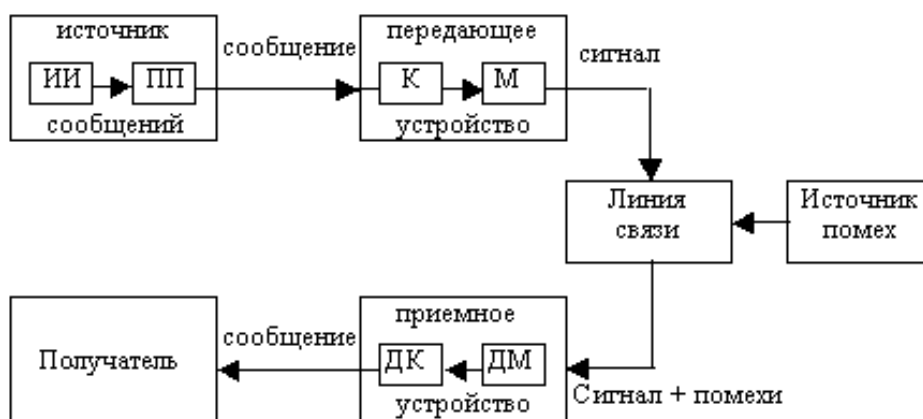 источник
ИИ
ПП
сообщений
сообщение
передающее
К
М
устройство
сигнал
Линия
связи
Источник
помех
Получатель
сообщение
приемное
ДК
ДМ
устройство
Сигнал + помехи